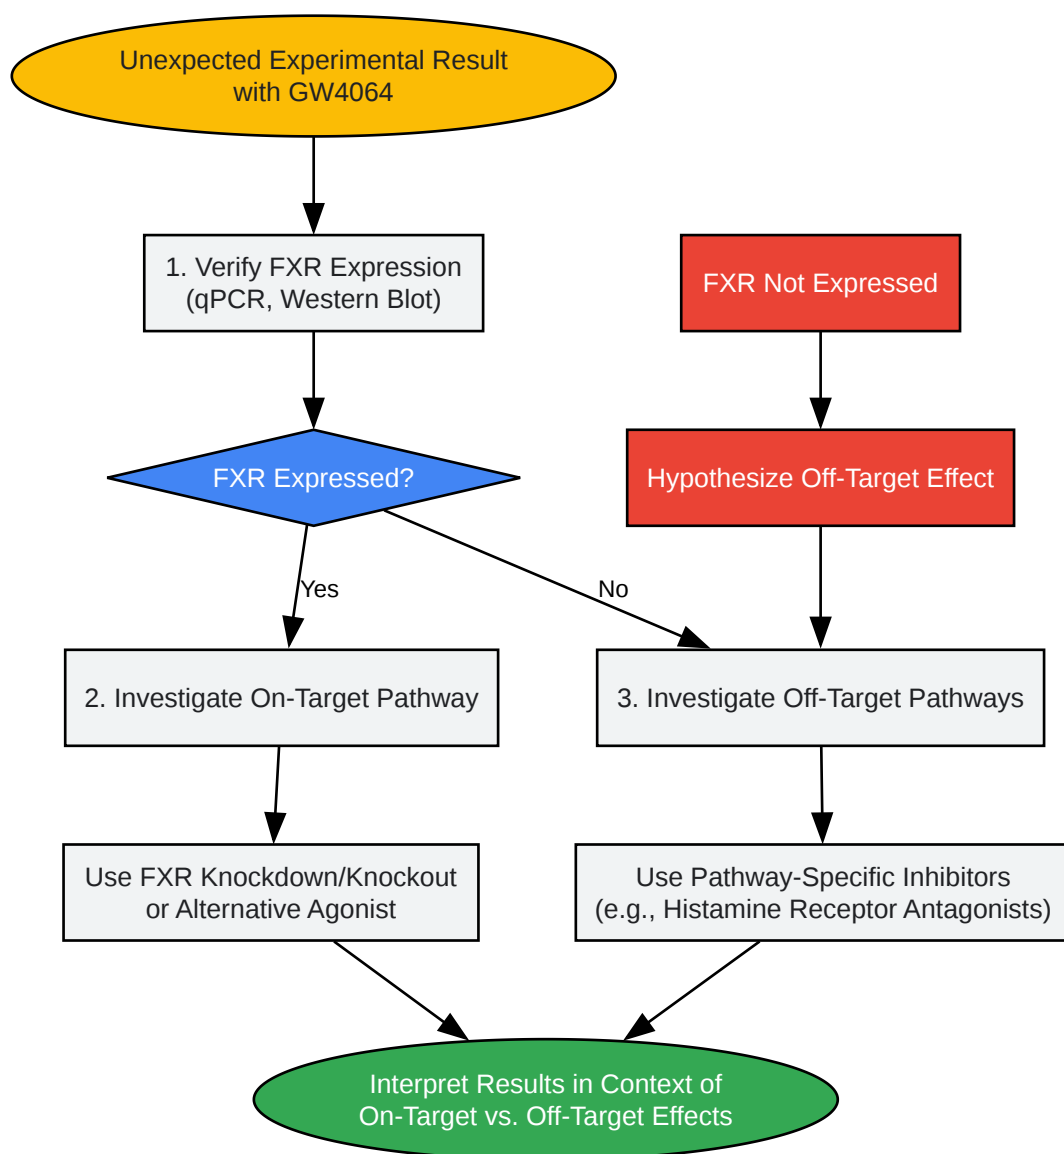 Unexpected Experimental Result
with GW4064
1. Verify FXR Expression
(qPCR, Western Blot)
FXR Not Expressed
FXR Expressed?
Hypothesize Off-Target Effect
Yes
No
2. Investigate On-Target Pathway
3. Investigate Off-Target Pathways
Use FXR Knockdown/Knockout
or Alternative Agonist
Use Pathway-Specific Inhibitors
(e.g., Histamine Receptor Antagonists)
Interpret Results in Context of
On-Target vs. Off-Target Effects